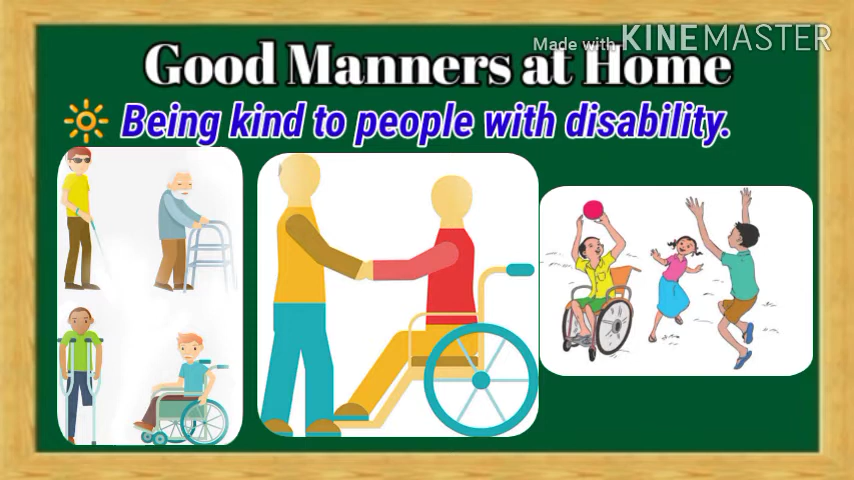 Made with KINEMASTER
Good Manners at Home
Being kind to people with disability.